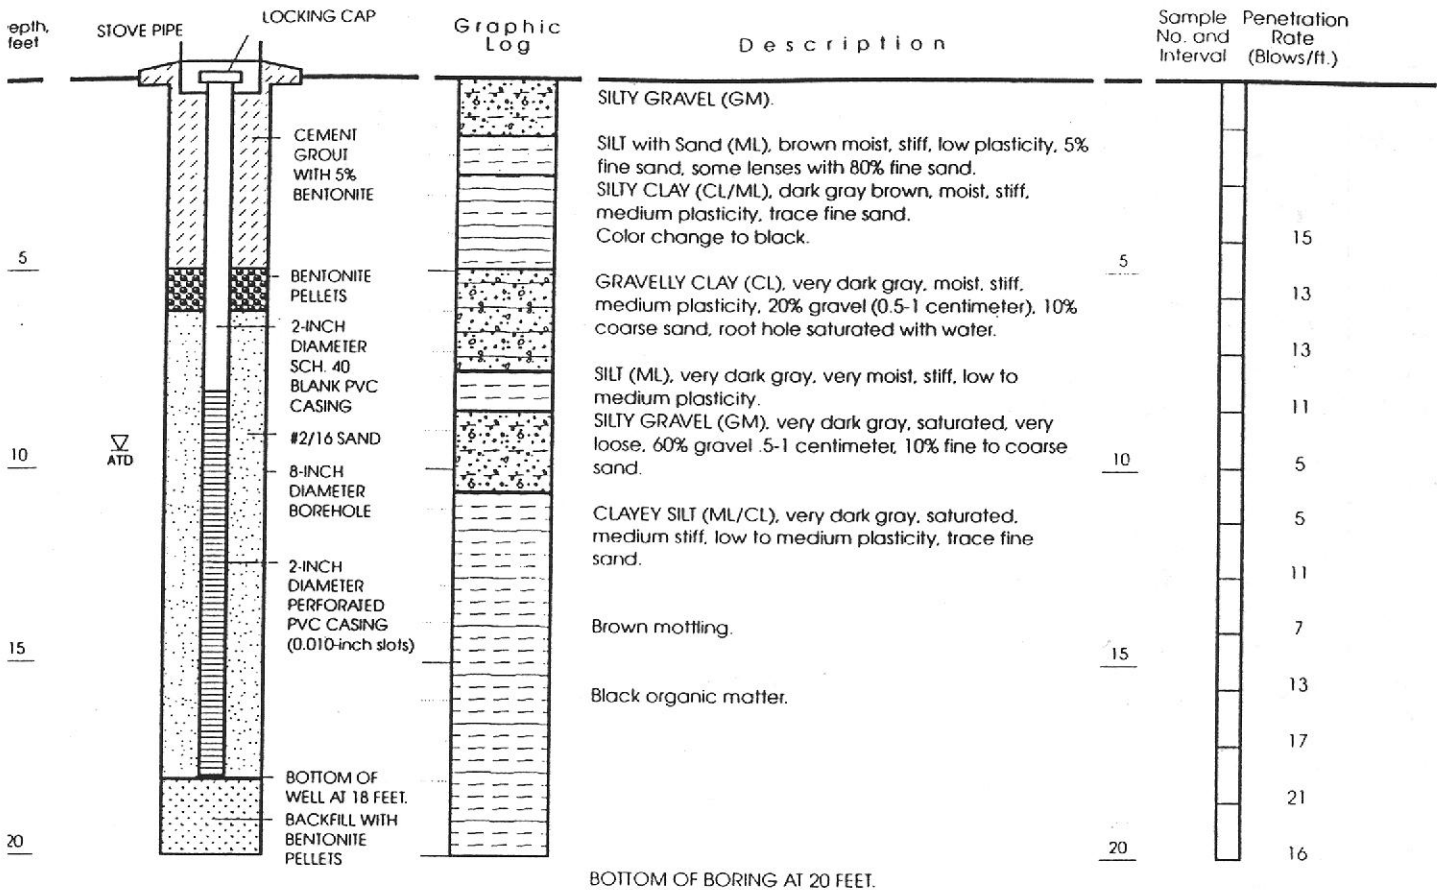 epth,
feet
STOVE PIPE
LOCKING CAP
Graphic
Log
Description
Sample
No. and
Interval
Penetration
Rate
(Blows/ft.)
CEMENT
GROUT
WITH 5%
BENTONITE
BENTONITE
PELLETS
2-INCH
DIAMETER
SCH. 40
BLANK PVC
CASING
#2/16 SAND
8-INCH
DIAMETER
BOREHOLE
2-INCH
DIAMETER
PERFORATED
PVC CASING
(0.010-inch slots)
BOTTOM OF
WELL AT 18 FEET.
BACKFILL WITH
BENTONITE
PELLETS
5
10
15
20
ATD
SILTY GRAVEL (GM).
SILT with Sand (ML), brown moist, stiff, low plasticity, 5%
fine sand, some lenses with 80% fine sand.
SILTY CLAY (CL/ML), dark gray brown, moist, stiff,
medium plasticity, trace fine sand.
Color change to black.
GRAVELLY CLAY (CL), very dark gray, moist, stiff,
medium plasticity, 20% gravel (0.5-1 centimeter), 10%
coarse sand, root hole saturated with water.
SILT (ML), very dark gray, very moist, stiff, low to
medium plasticity.
SILTY GRAVEL (GM), very dark gray, saturated, very
loose, 60% gravel .5-1 centimeter, 10% fine to coarse
sand.
CLAYEY SILT (ML/CL), very dark gray, saturated,
medium stiff, low to medium plasticity, trace fine
sand.
Brown mottling.
Black organic matter.
BOTTOM OF BORING AT 20 FEET.
5
10
15
20
15
13
13
11
5
5
11
7
13
17
21
16